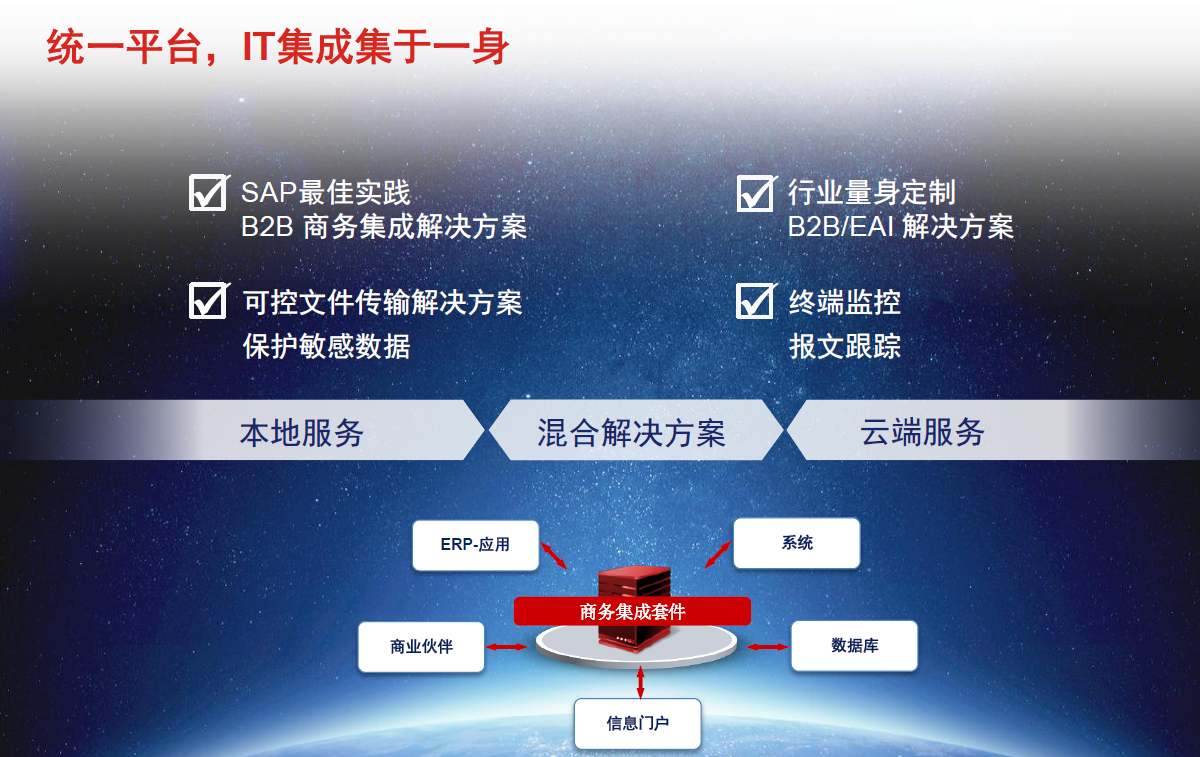 统一平台，IT集成集于一身
SAP最佳实践
B2B 商务集成解决方案
行业量身定制
B2B/EAI 解决方案
可控文件传输解决方案
保护敏感数据
终端监控
报文跟踪
本地服务
混合解决方案
云端服务
ERP-应用
系统
商务集成套件
商业伙伴
数据库
信息门户